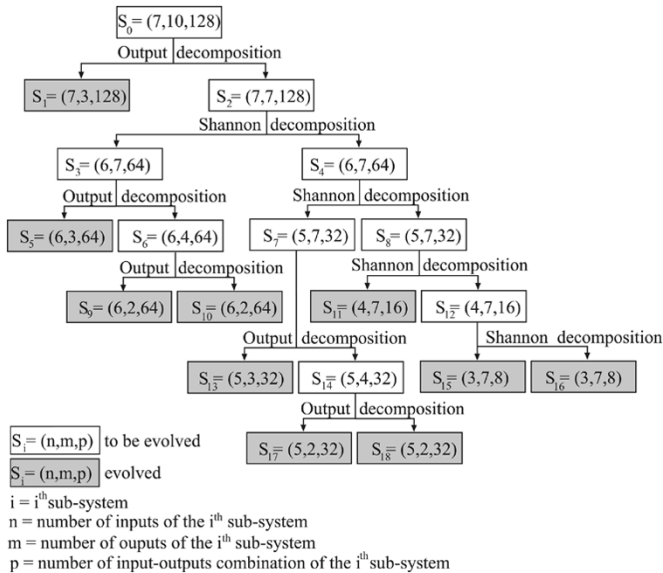 S₀= (7,10,128)
Output decomposition
S₁= (7,3,128) S₂= (7,7,128)
Shannon decomposition
S₃= (6,7,64) S₄= (6,7,64)
Output decomposition Shannon decomposition
S₅= (6,3,64) S₆= (6,4,64) S₇= (5,7,32) S₈= (5,7,32)
Output decomposition Shannon decomposition
S₉= (6,2,64) S₁₀= (6,2,64) S₁₁= (4,7,16) S₁₂= (4,7,16)
Output decomposition Shannon decomposition
S₁₃= (5,3,32) S₁₄= (5,4,32) S₁₅= (3,7,8) S₁₆= (3,7,8)
Output decomposition
S₁₇= (5,2,32) S₁₈= (5,2,32)
Sᵢ= (n,m,p) to be evolved
Sᵢ= (n,m,p) evolved
i = iᵗʰ sub-system
n = number of inputs of the iᵗʰ sub-system
m = number of ouputs of the iᵗʰ sub-system
p = number of input-outputs combination of the iᵗʰ sub-system